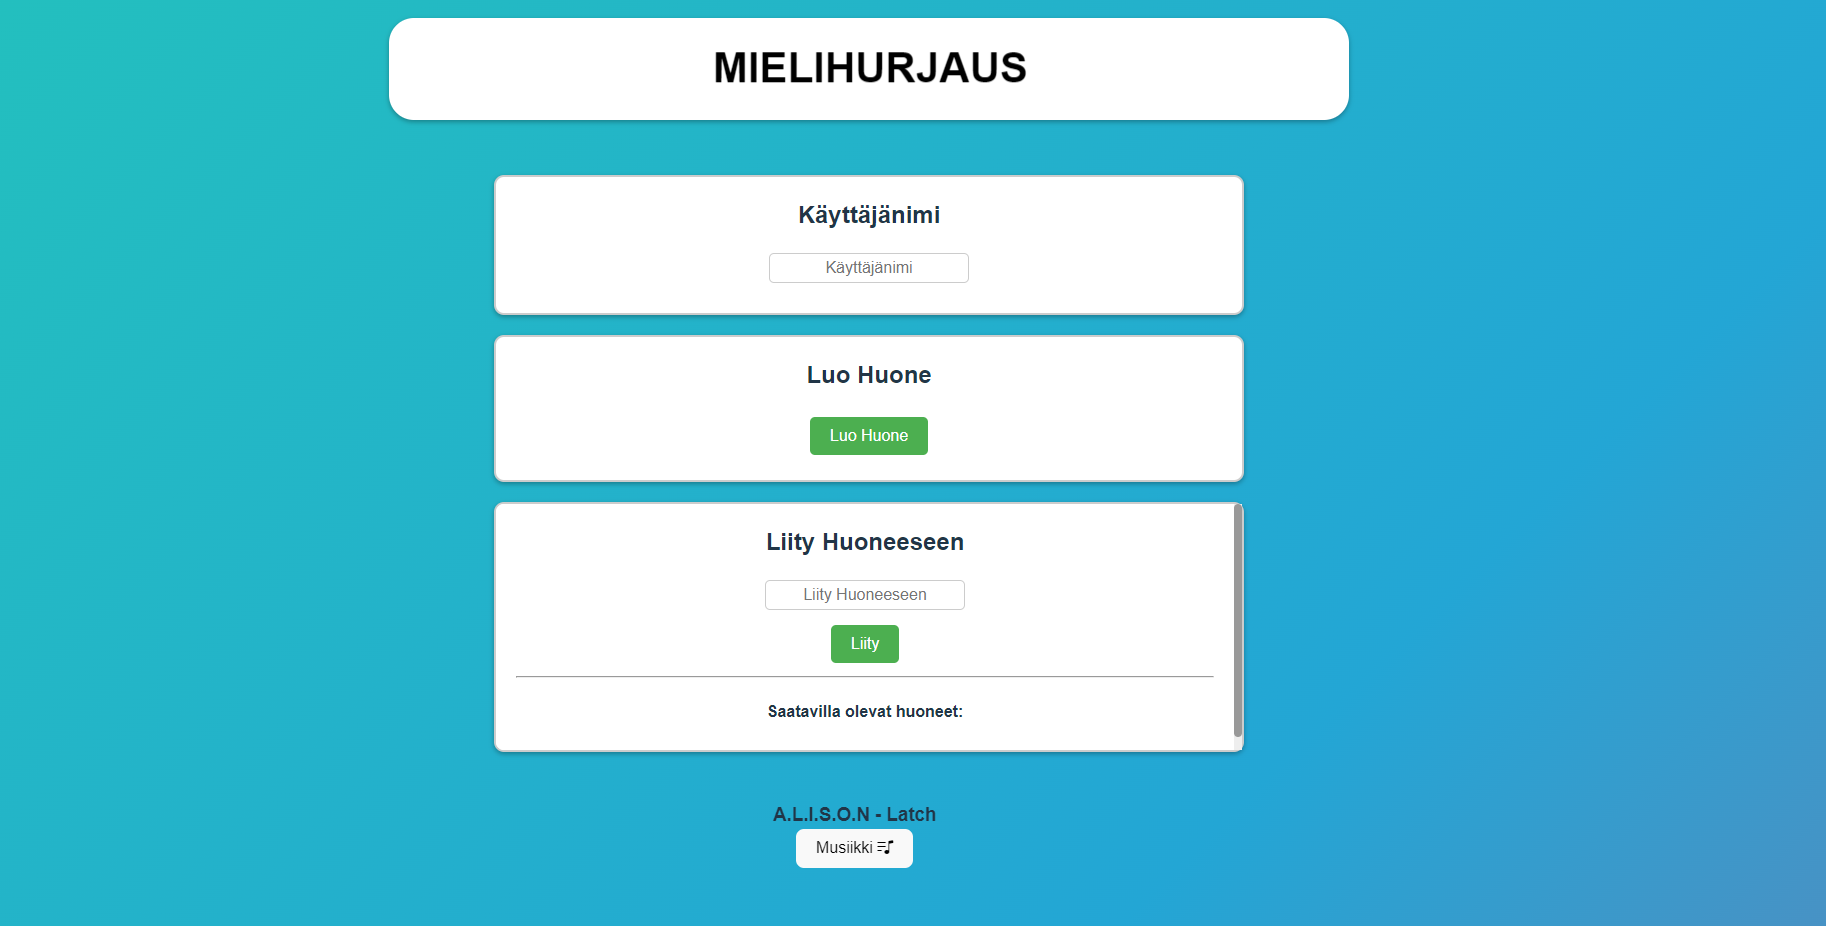 MIELIHURJAUS
Käyttäjänimi
Käyttäjänimi
Luo Huone
Luo Huone
Liity Huoneeseen
Liity Huoneeseen
Liity
Saatavilla olevat huoneet:
A.L.I.S.O.N - Latch
Musiikki